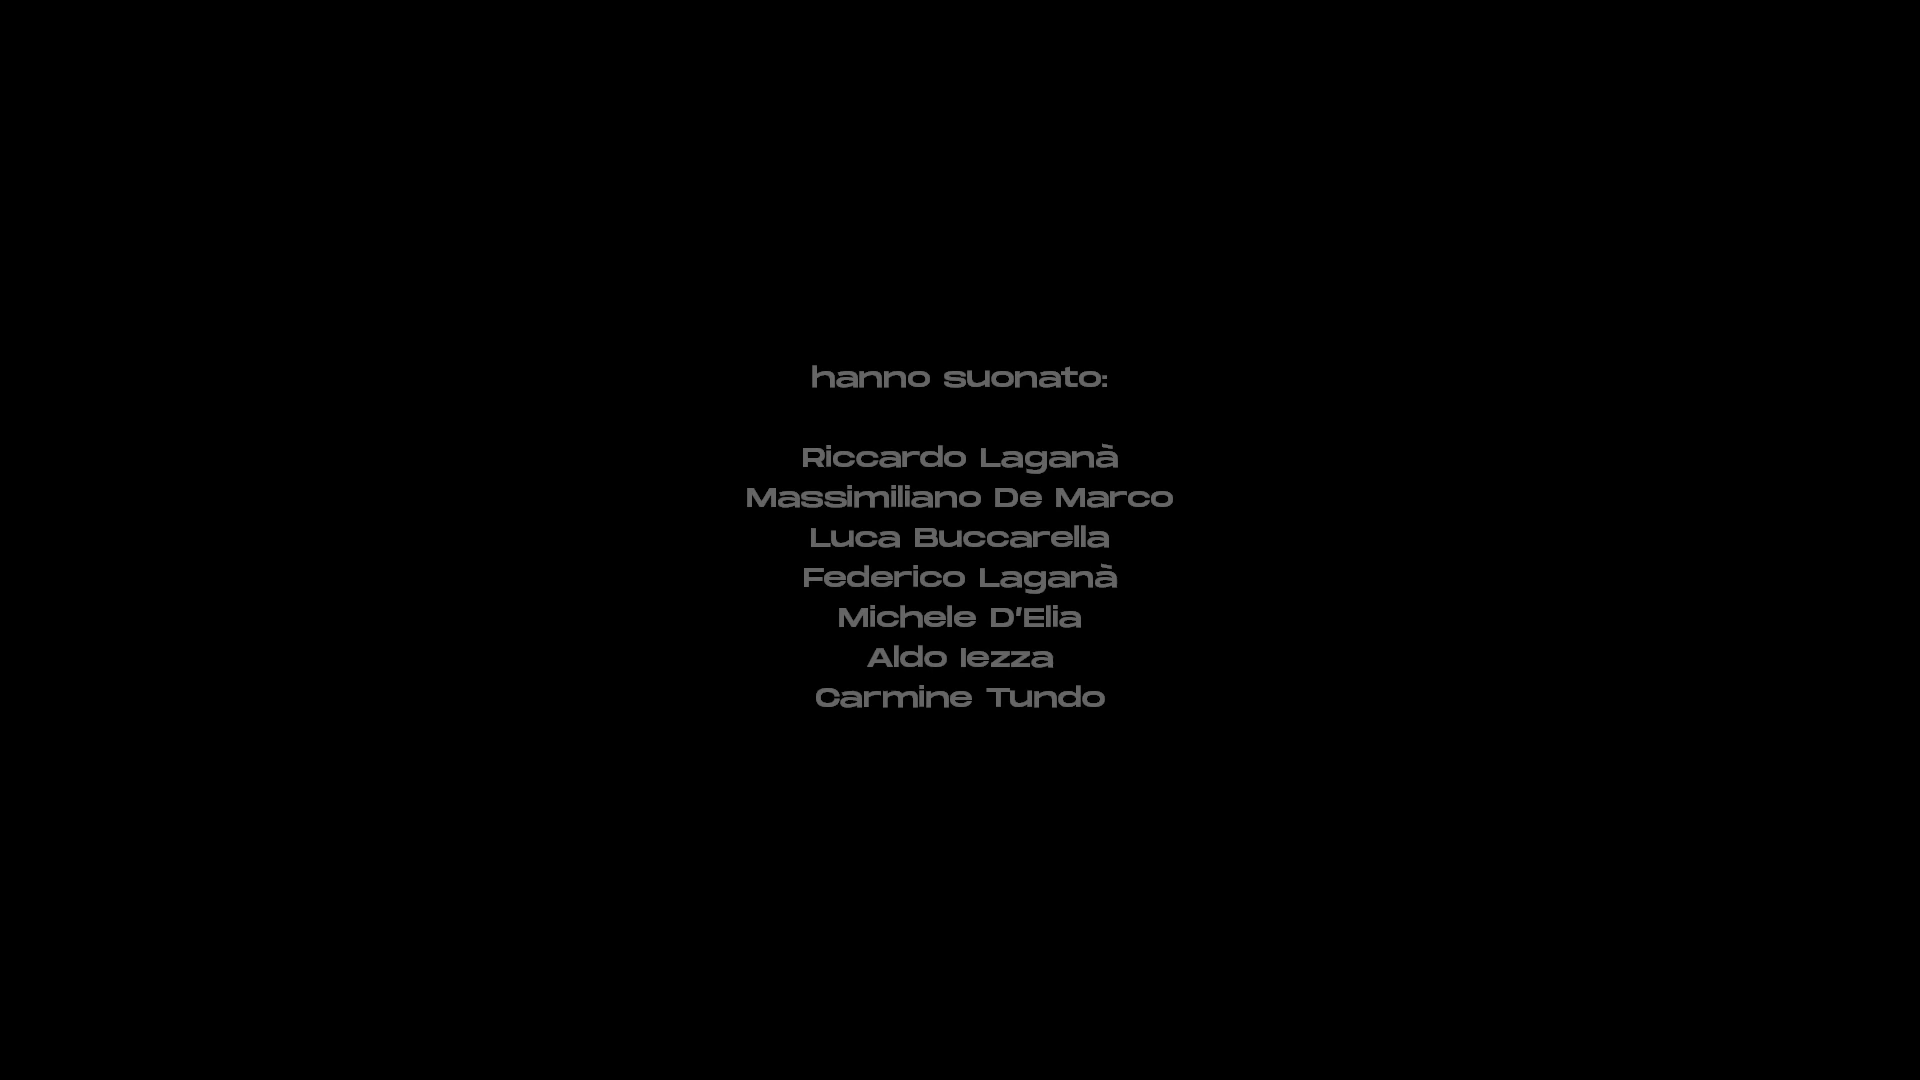 hanno suonato:
Riccardo Laganà
Massimiliano De Marco
Luca Buccarella
Federico Laganà
Michele D'Elia
Aldo Iezza
Carmine Tundo